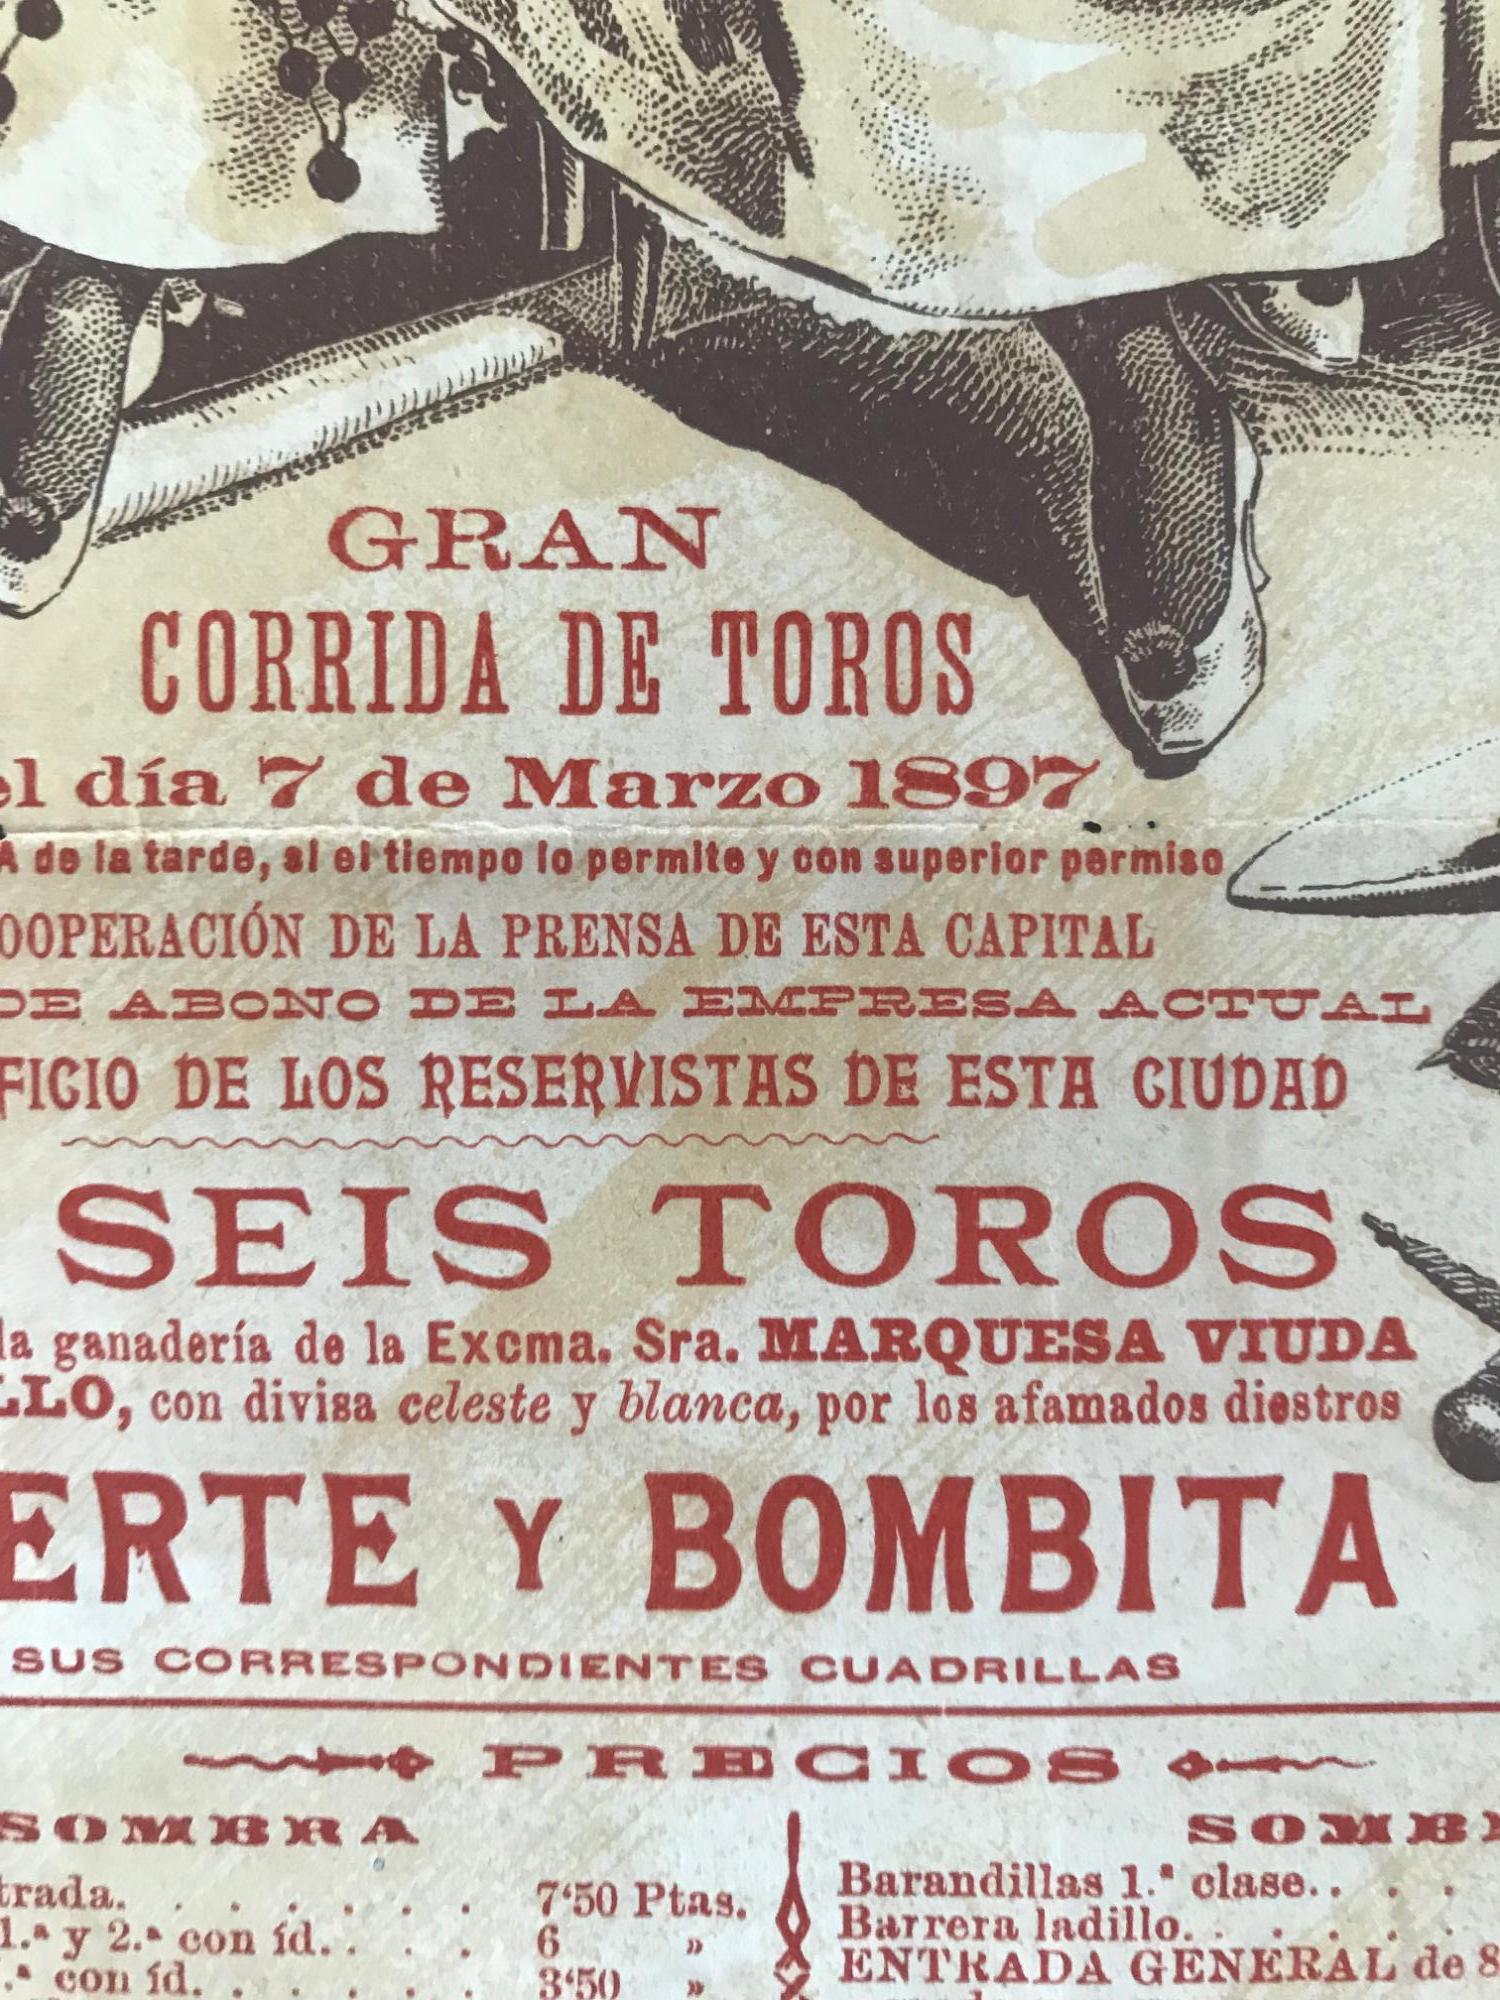 GRAN
CORRIDA DE TOROS
el día 7 de Marzo 1897
de la tarde, si el tiempo lo permite y con superior permiso
OOPERACIÓN DE LA PRENSA DE ESTA CAPITAL
DE ABONO DE LA EMPRESA ACTUAL
FICIO DE LOS RESERVISTAS DE ESTA CIUDAD
SEIS TOROS
la ganadería de la Excma. Sra. MARQUESA VIUDA
LLO, con divisa celeste y blanca, por los afamados diestros
ERTE Y BOMBITA
SUS CORRESPONDIENTES CUADRILLAS
PRECIOS
SOMBRA
trada. . . . . . . 7'50 Ptas.
1.ª y 2.ª con íd. . . . 6 »
.ª con íd. . . . . . 3'50 »
SOMB
Barandillas 1.ª clase. . . .
Barrera ladillo. . . . . .
ENTRADA GENERAL de 8